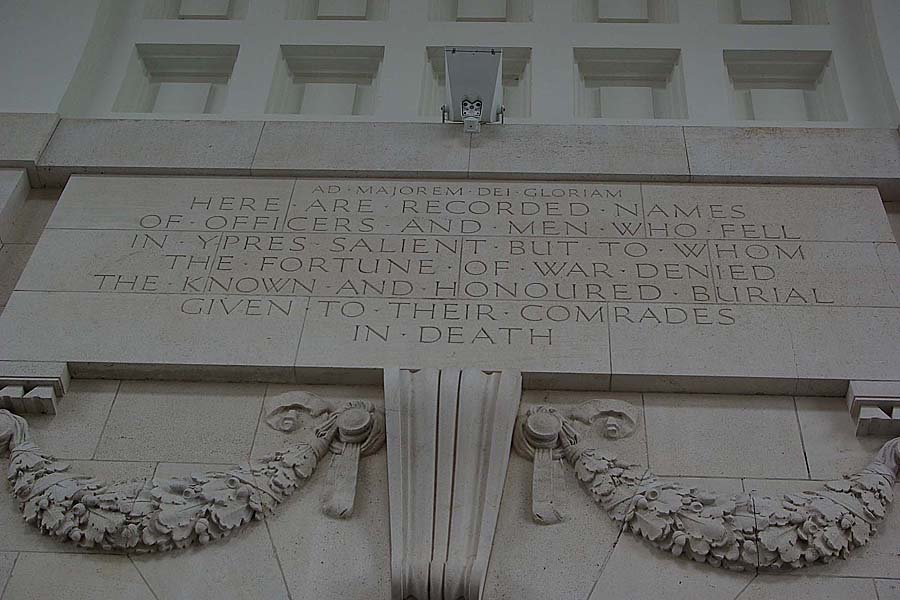 AD · MAJOREM · DEI · GLORIAM
HERE · ARE · RECORDED · NAMES
OF · OFFICERS · AND · MEN · WHO · FELL
IN · YPRES · SALIENT · BUT · TO · WHOM
THE · FORTUNE · OF · WAR · DENIED
THE · KNOWN · AND · HONOURED · BURIAL
GIVEN · TO · THEIR · COMRADES
IN · DEATH